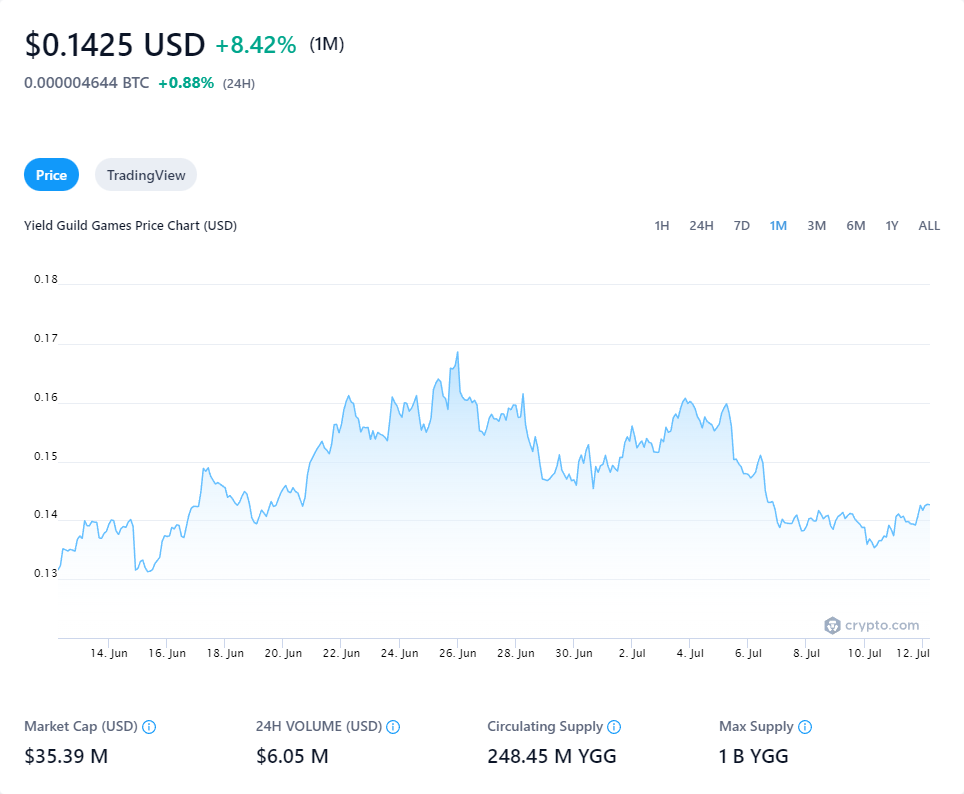 $0.1425 USD +8.42% (1M)
0.000004644 BTC +0.88% (24H)
Price TradingView
Yield Guild Games Price Chart (USD) 1H 24H 7D 1M 3M 6M 1Y ALL
0.18
0.17
0.16
0.15
0.14
0.13
crypto.com
14. Jun 16. Jun 18. Jun 20. Jun 22. Jun 24. Jun 26. Jun 28. Jun 30. Jun 2. Jul 4. Jul 6. Jul 8. Jul 10. Jul 12. Jul
Market Cap (USD) 24H VOLUME (USD) Circulating Supply Max Supply
$35.39 M $6.05 M 248.45 M YGG 1 B YGG